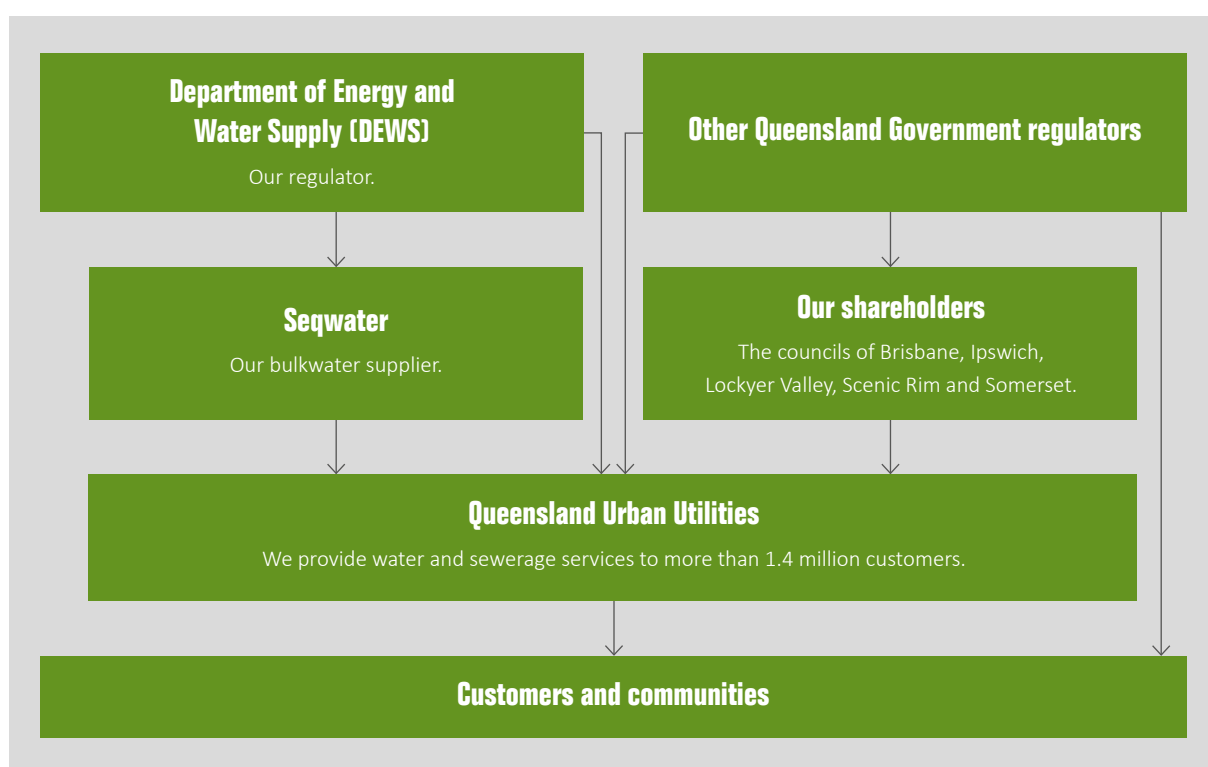 Department of Energy and
Water Supply (DEWS)
Our regulator.
Other Queensland Government regulators
Seqwater
Our bulkwater supplier.
Our shareholders
The councils of Brisbane, Ipswich,
Lockyer Valley, Scenic Rim and Somerset.
Queensland Urban Utilities
We provide water and sewerage services to more than 1.4 million customers.
Customers and communities